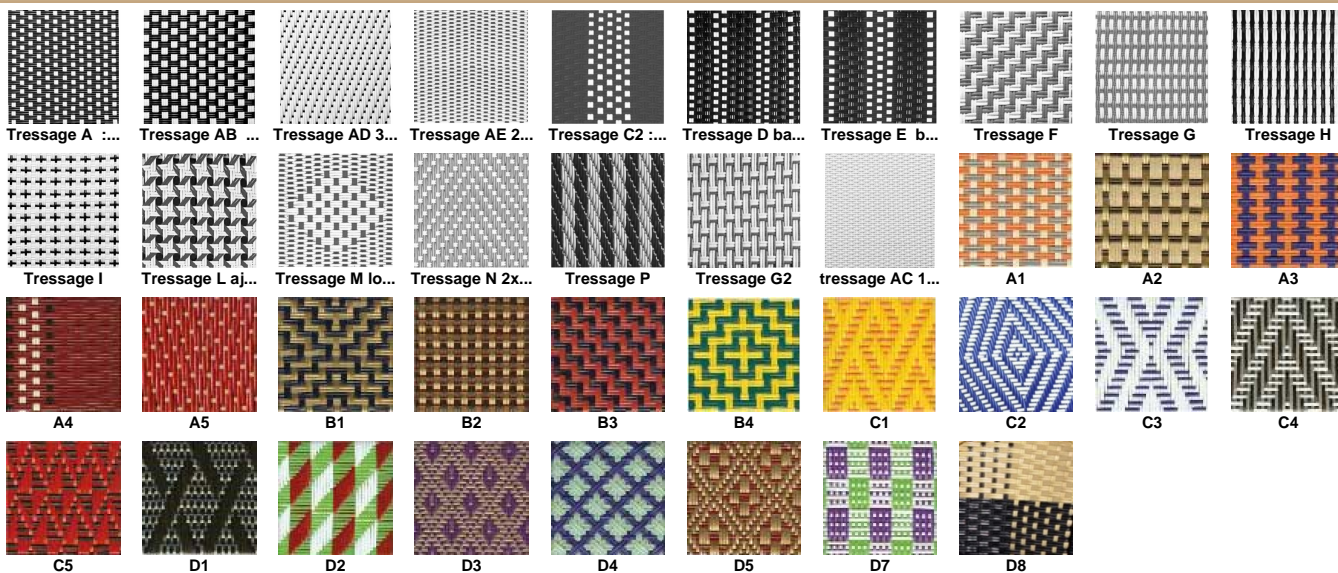 Tressage A :... Tressage AB ... Tressage AD 3... Tressage AE 2... Tressage C2 :... Tressage D ba... Tressage E b... Tressage F Tressage G Tressage H
Tressage I Tressage L aj... Tressage M lo... Tressage N 2x... Tressage P Tressage G2 tressage AC 1... A1 A2 A3
A4 A5 B1 B2 B3 B4 C1 C2 C3 C4
C5 D1 D2 D3 D4 D5 D7 D8